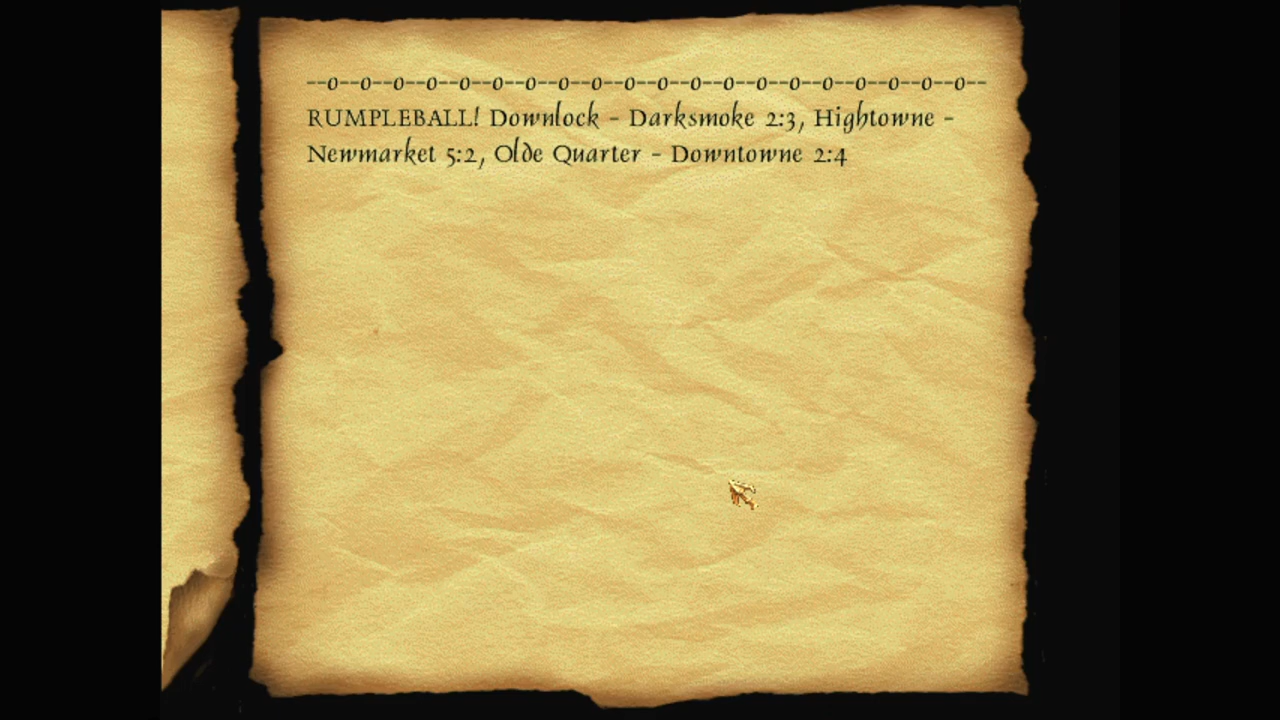 --o--o--o--o--o--o--o--o--o--o--o--o--o--o--o--o--o--o--o--o--
RUMPLEBALL! Downlock - Darksmoke 2:3, Hightowne -
Newmarket 5:2, Olde Quarter - Downtowne 2:4